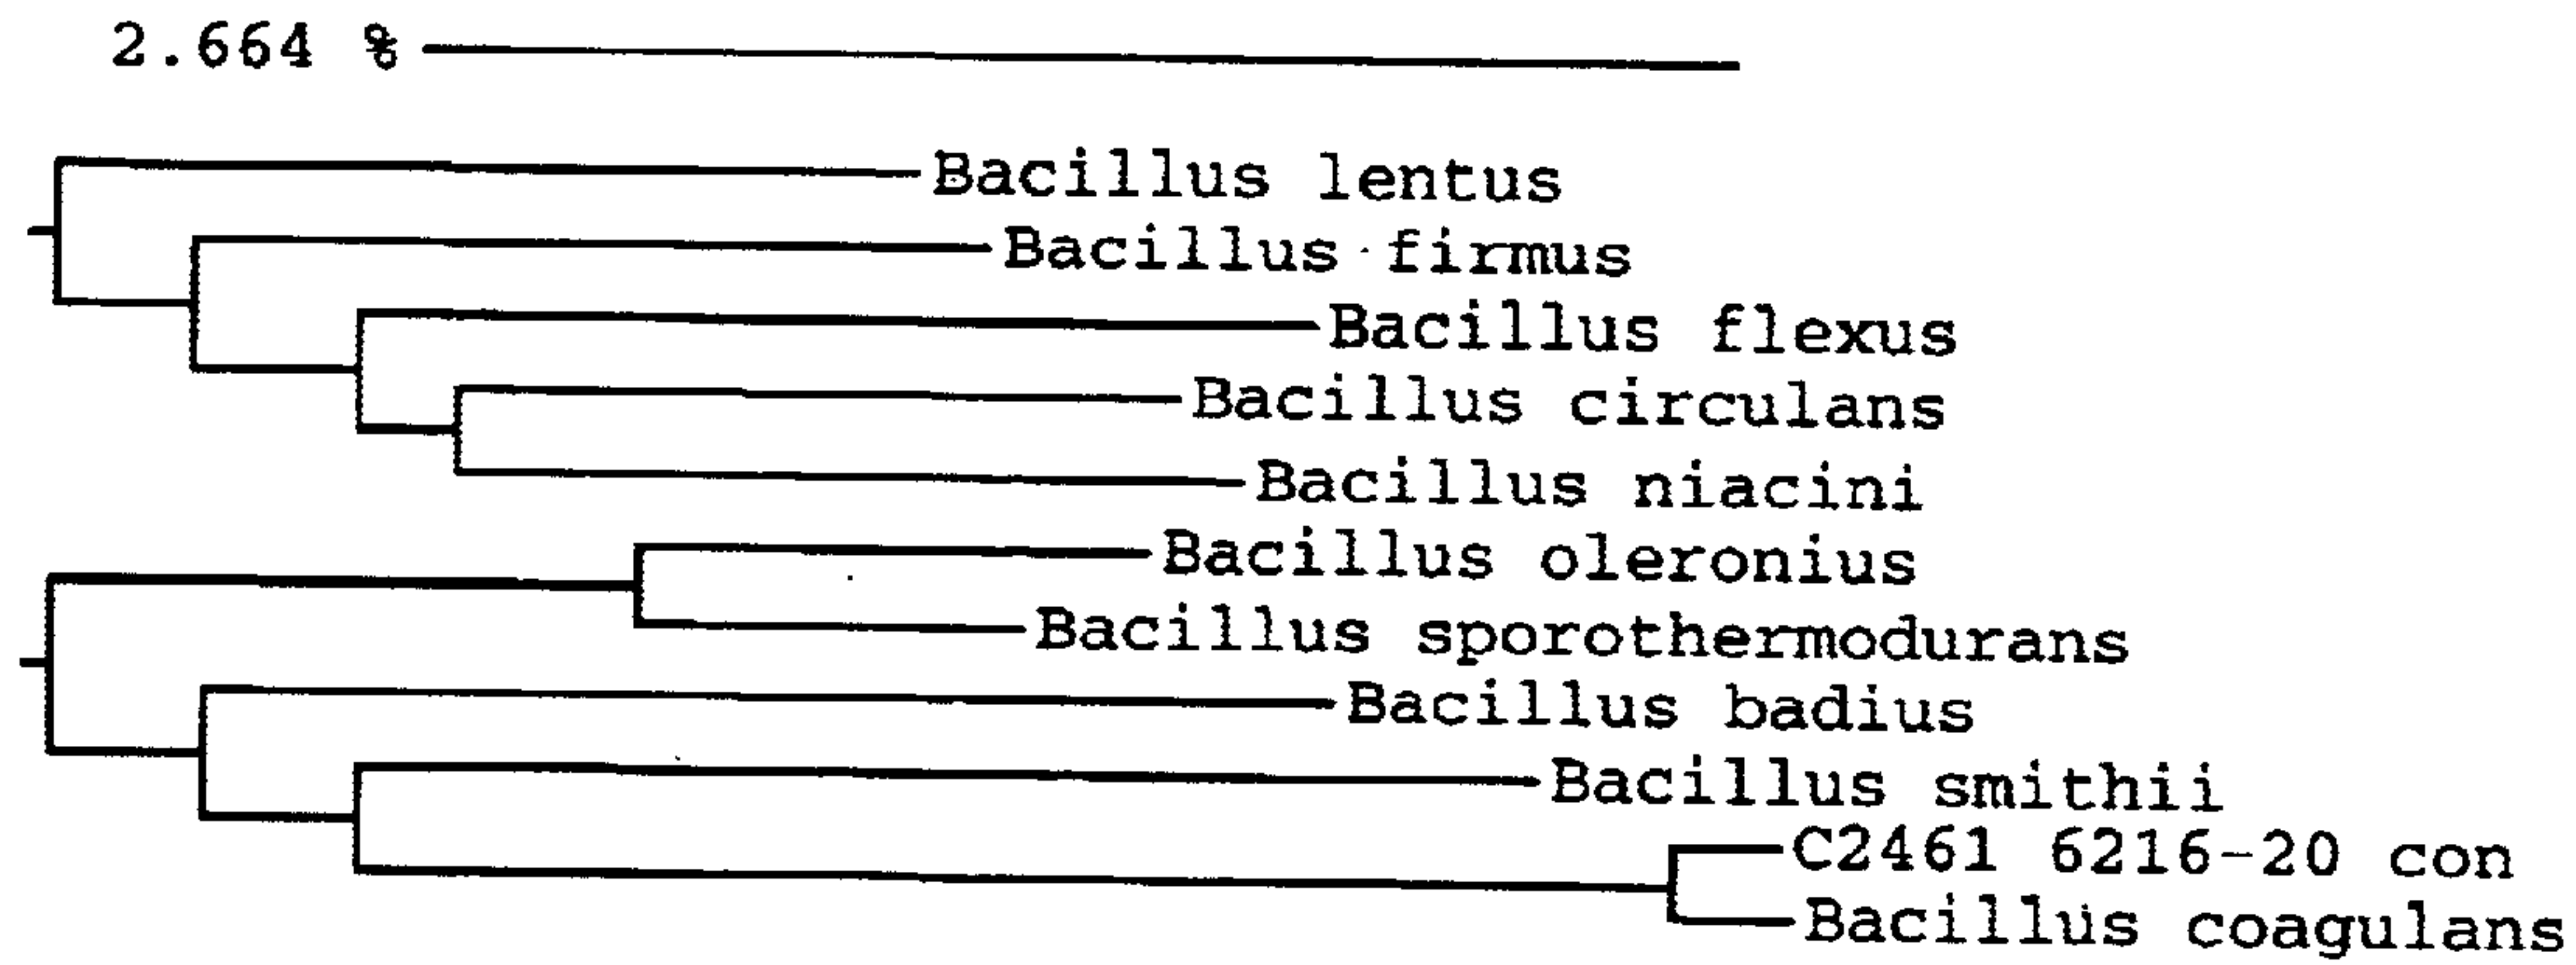 2.664 %
Bacillus lentus
Bacillus firmus
Bacillus flexus
Bacillus circulans
Bacillus niacini
Bacillus oleronius
Bacillus sporothermodurans
Bacillus badius
Bacillus smithii
C2461 6216-20 con
Bacillus coagulans